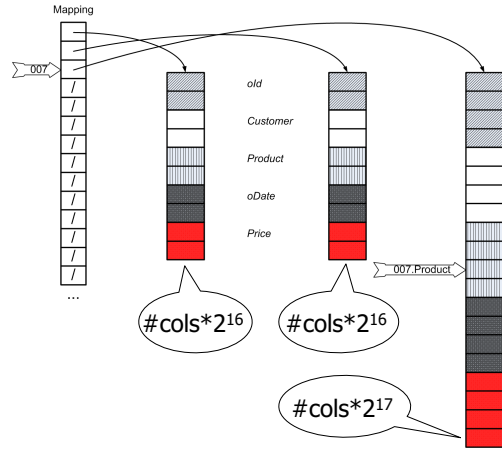 Mapping
007
/
/
/
/
/
/
/
/
/
/
/
...
oId
Customer
Product
oDate
Price
007.Product
#cols*2¹⁶
#cols*2¹⁶
#cols*2¹⁷